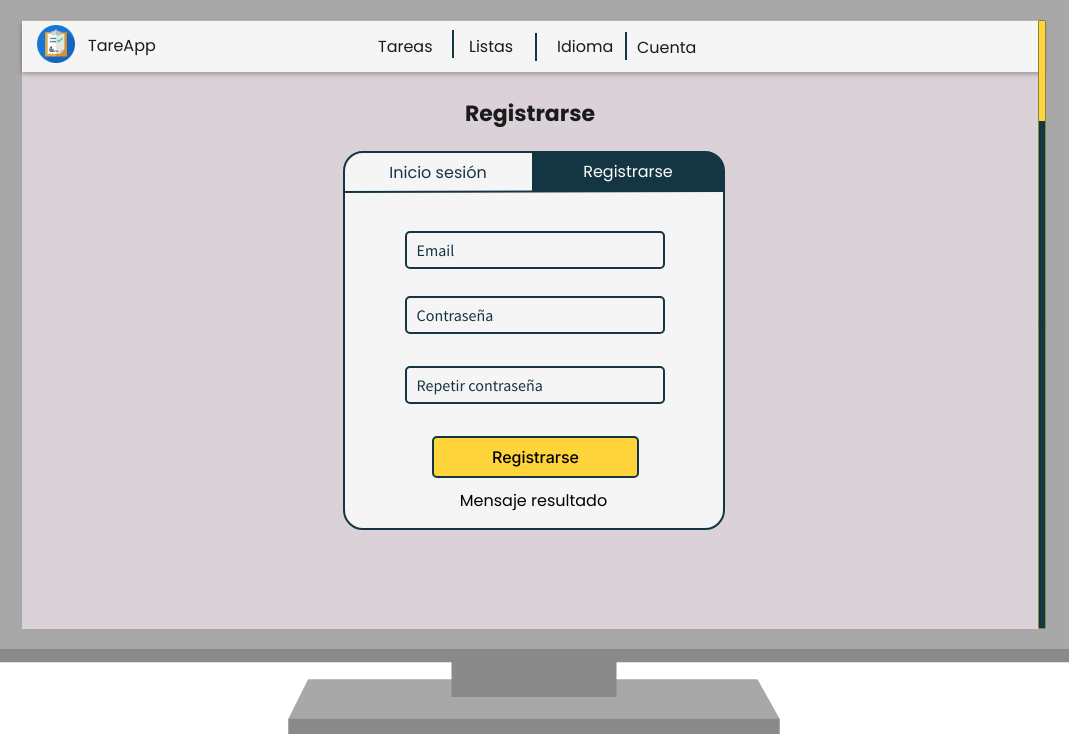 TareApp
Tareas Listas Idioma Cuenta
Registrarse
Inicio sesión Registrarse
Email
Contraseña
Repetir contraseña
Registrarse
Mensaje resultado